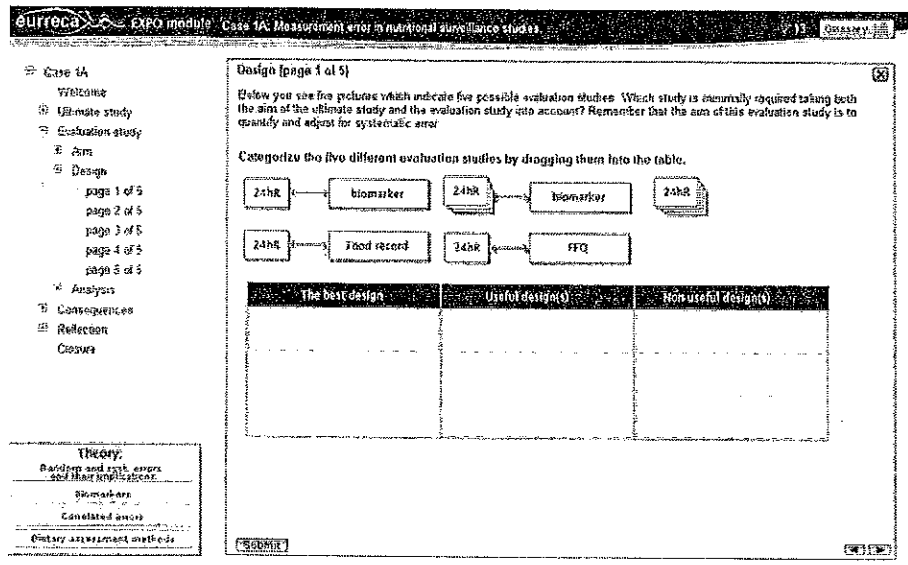 eurreca EXPO module Case 1A. Measurement error in nutritional surveillance studies.
Glossary
Case 1A
Welcome
Ultimate study
Evaluation study
Aim
Design
page 1 of 5
page 2 of 5
page 3 of 5
page 4 of 5
page 5 of 5
Analysis
Consequences
Reflection
Closure
Theory:
Random and syst. errors
and their implications
Biomarkers
Correlated errors
Dietary assessment methods
Design (page 1 of 5)
Below you see five pictures which indicate five possible evaluation studies. Which study is minimally required taking both
the aim of the ultimate study and the evaluation study into account? Remember that the aim of this evaluation study is to
quantify and adjust for systematic error
Categorize the five different evaluation studies by dragging them into the table.
24hR biomarker 24hR biomarker 24hR
24hR Food record 24hR FFQ
The best design Useful design(s) Non useful design(s)
Submit